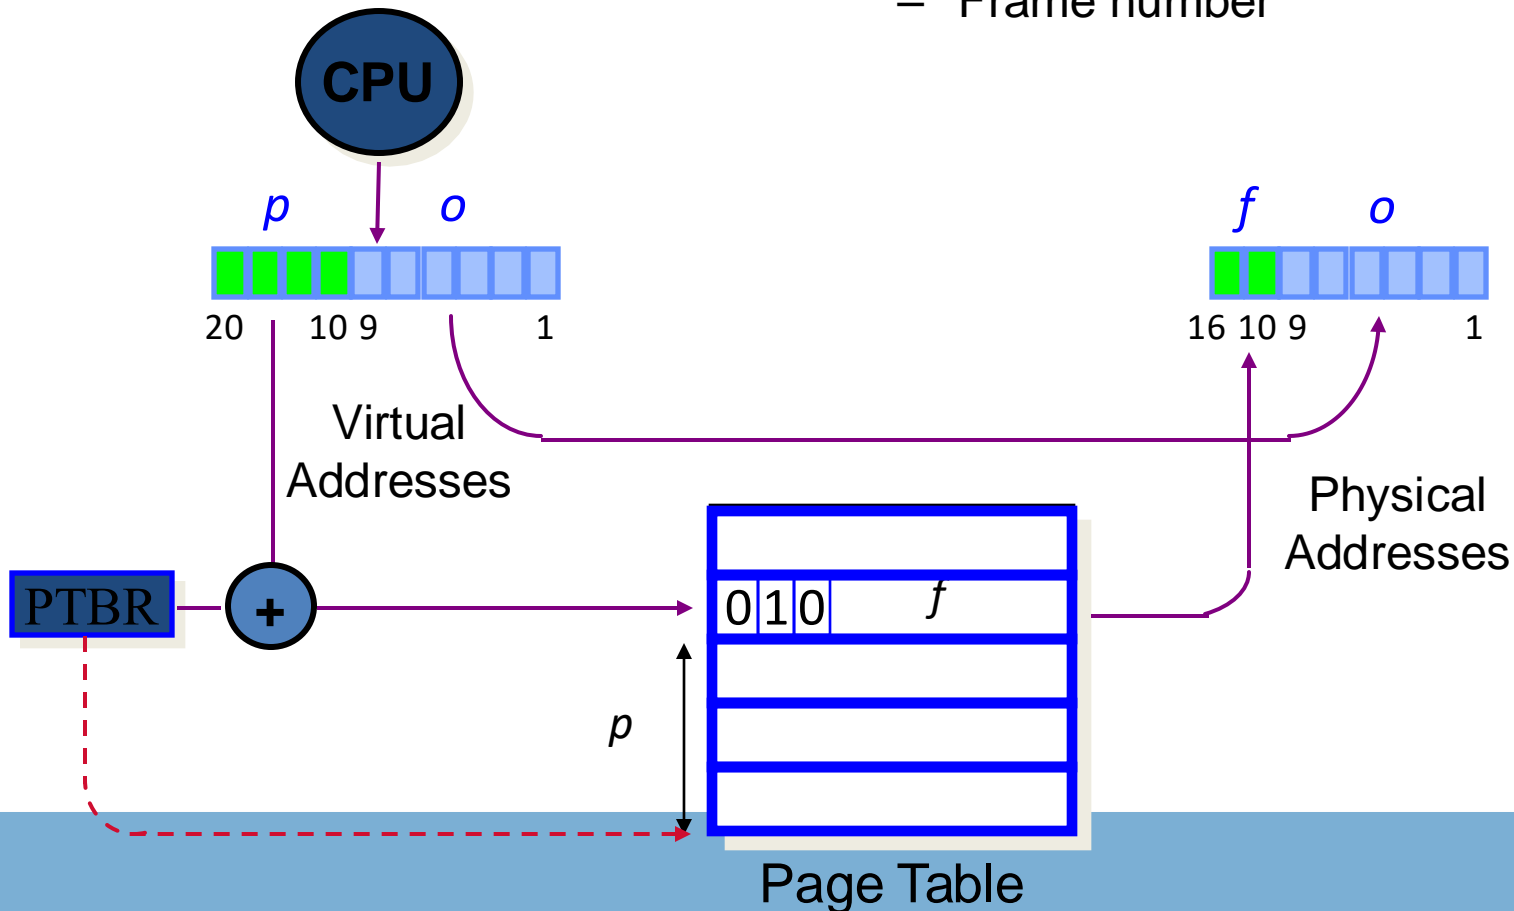 – Frame number
CPU
p o
f o
20 10 9 1
16 10 9 1
Virtual
Addresses
Physical
Addresses
PTBR
+
0 1 0 f
p
Page Table